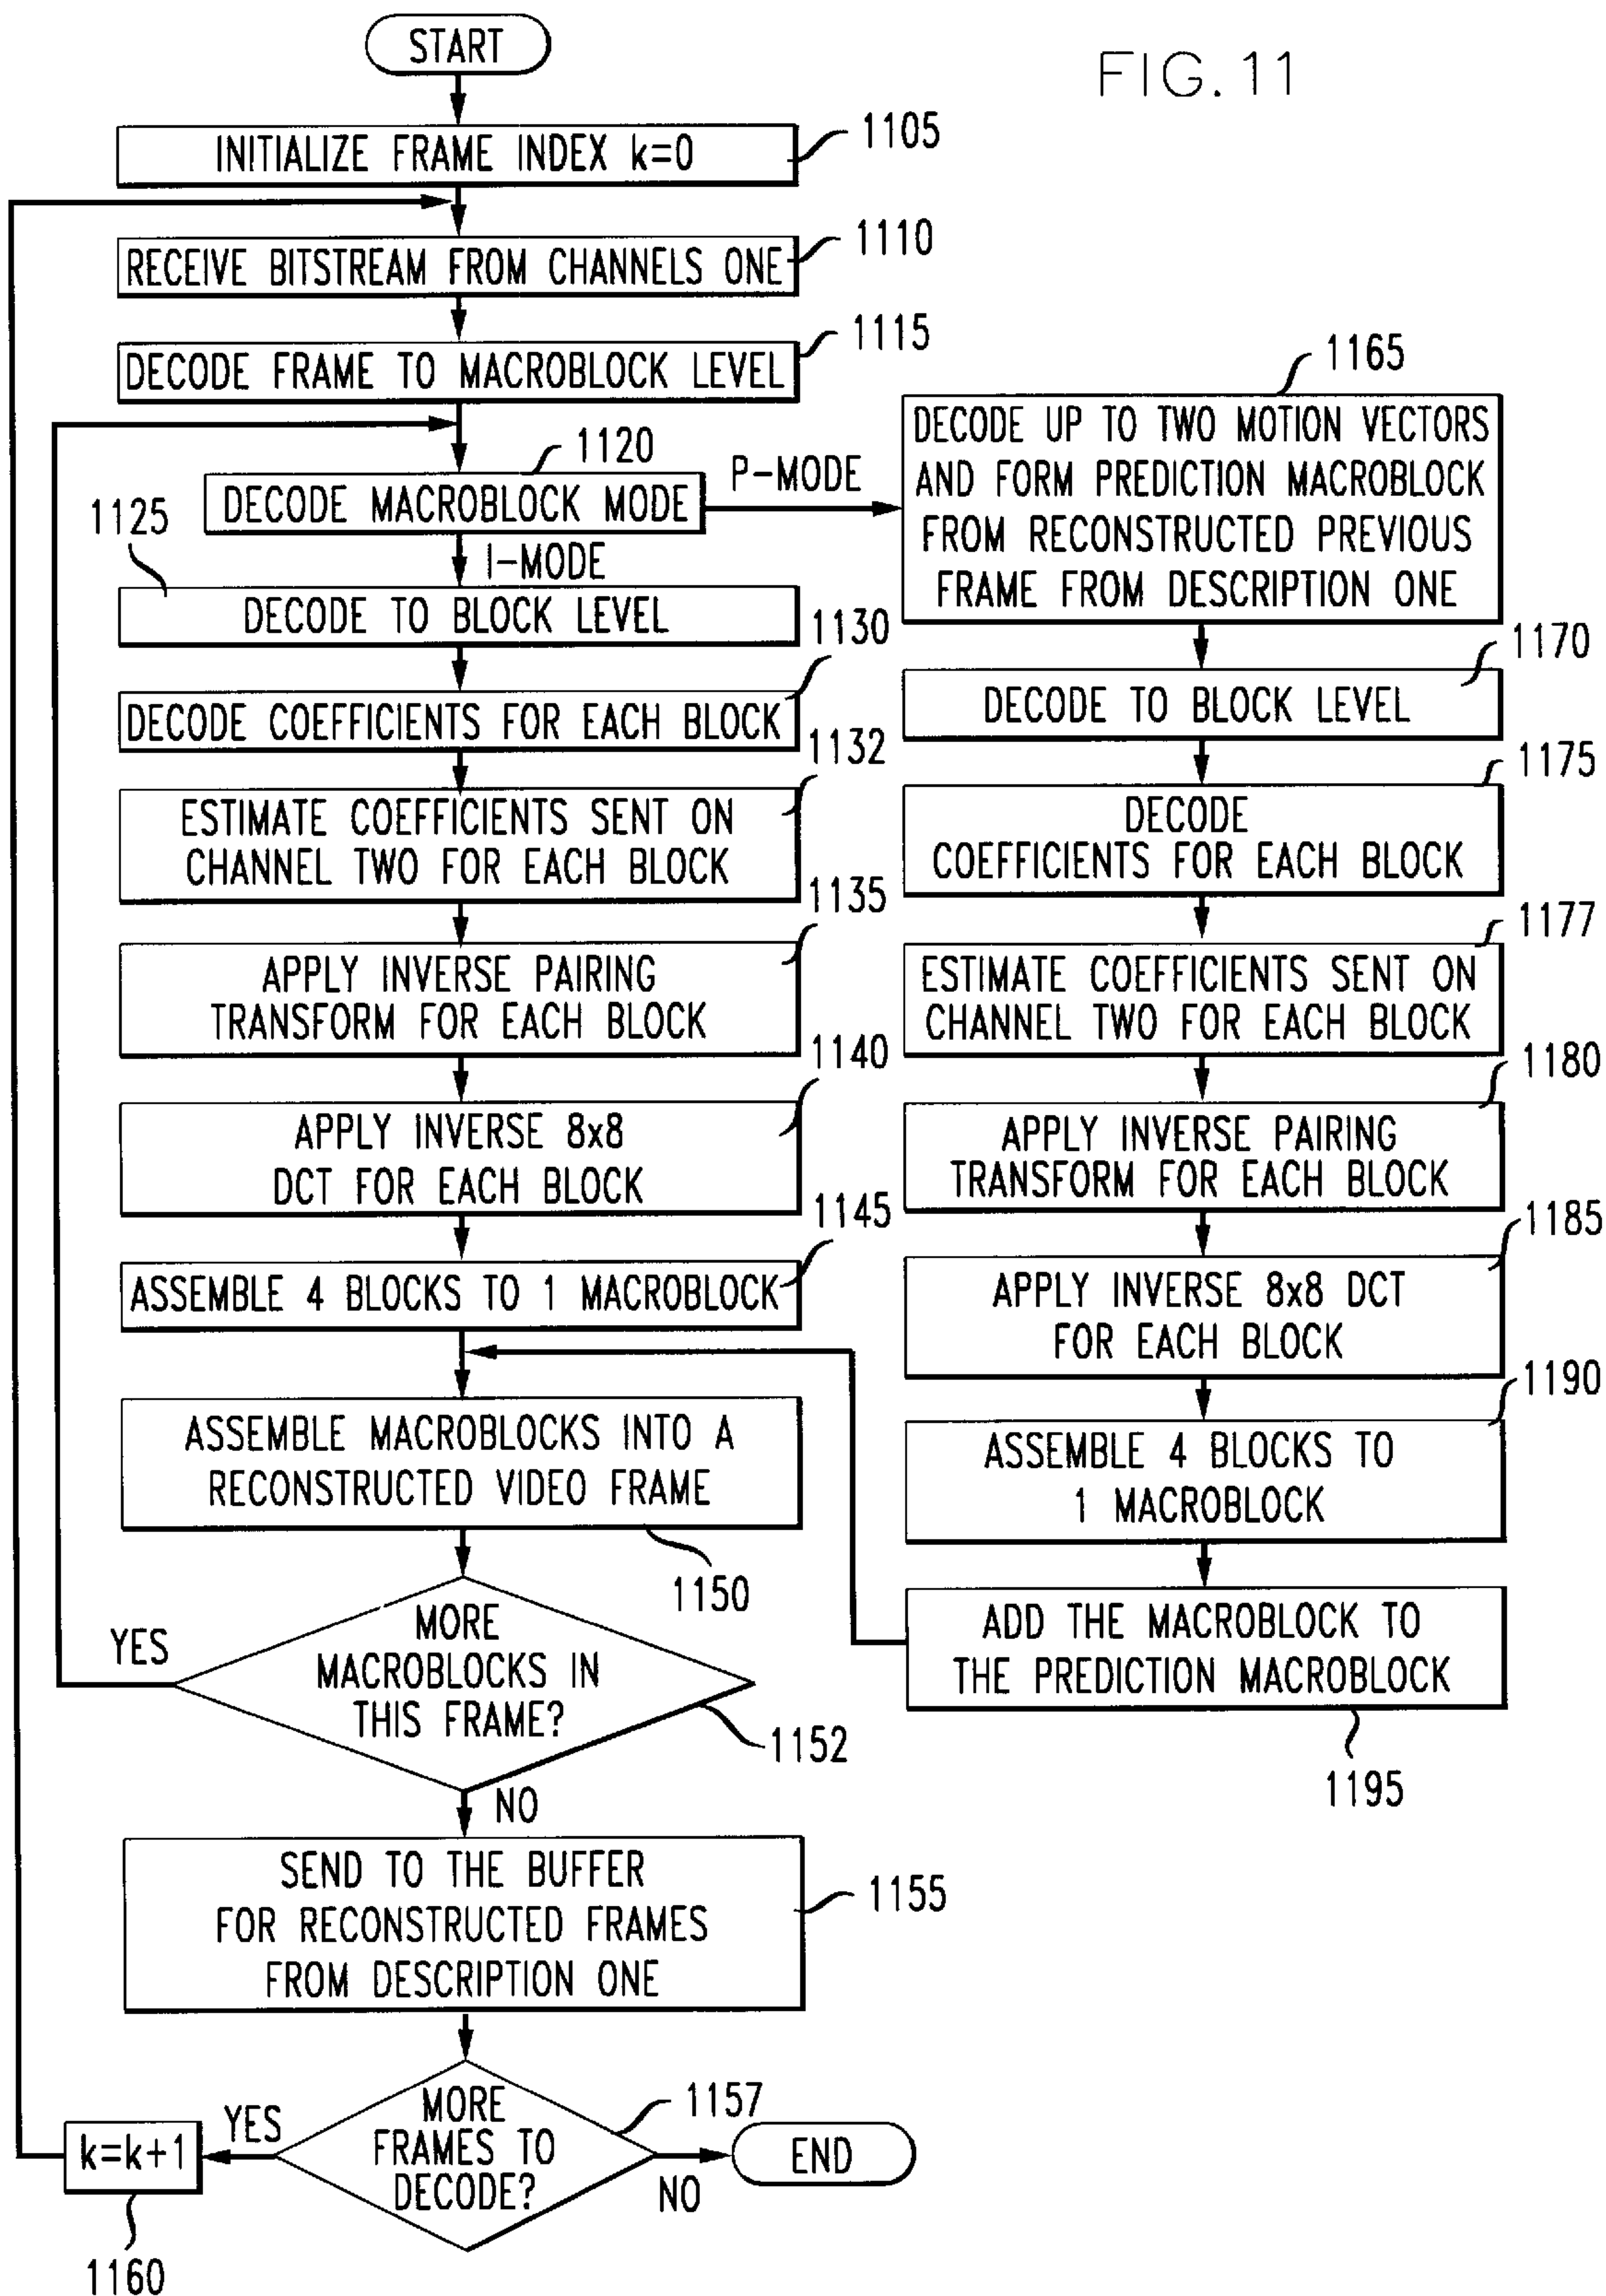 FIG. 11
START
INITIALIZE FRAME INDEX k=0
1105
RECEIVE BITSTREAM FROM CHANNELS ONE
1110
DECODE FRAME TO MACROBLOCK LEVEL
1115
DECODE MACROBLOCK MODE
1120
P-MODE
I-MODE
1125
DECODE TO BLOCK LEVEL
DECODE COEFFICIENTS FOR EACH BLOCK
1130
ESTIMATE COEFFICIENTS SENT ON
CHANNEL TWO FOR EACH BLOCK
1132
APPLY INVERSE PAIRING
TRANSFORM FOR EACH BLOCK
1135
APPLY INVERSE 8x8
DCT FOR EACH BLOCK
1140
ASSEMBLE 4 BLOCKS TO 1 MACROBLOCK
1145
ASSEMBLE MACROBLOCKS INTO A
RECONSTRUCTED VIDEO FRAME
1150
MORE
MACROBLOCKS IN
THIS FRAME?
1152
YES
NO
SEND TO THE BUFFER
FOR RECONSTRUCTED FRAMES
FROM DESCRIPTION ONE
1155
MORE
FRAMES TO
DECODE?
1157
YES
NO
k=k+1
1160
END
1165
DECODE UP TO TWO MOTION VECTORS
AND FORM PREDICTION MACROBLOCK
FROM RECONSTRUCTED PREVIOUS
FRAME FROM DESCRIPTION ONE
1170
DECODE TO BLOCK LEVEL
1175
DECODE
COEFFICIENTS FOR EACH BLOCK
1177
ESTIMATE COEFFICIENTS SENT ON
CHANNEL TWO FOR EACH BLOCK
1180
APPLY INVERSE PAIRING
TRANSFORM FOR EACH BLOCK
1185
APPLY INVERSE 8x8 DCT
FOR EACH BLOCK
1190
ASSEMBLE 4 BLOCKS TO
1 MACROBLOCK
ADD THE MACROBLOCK TO
THE PREDICTION MACROBLOCK
1195